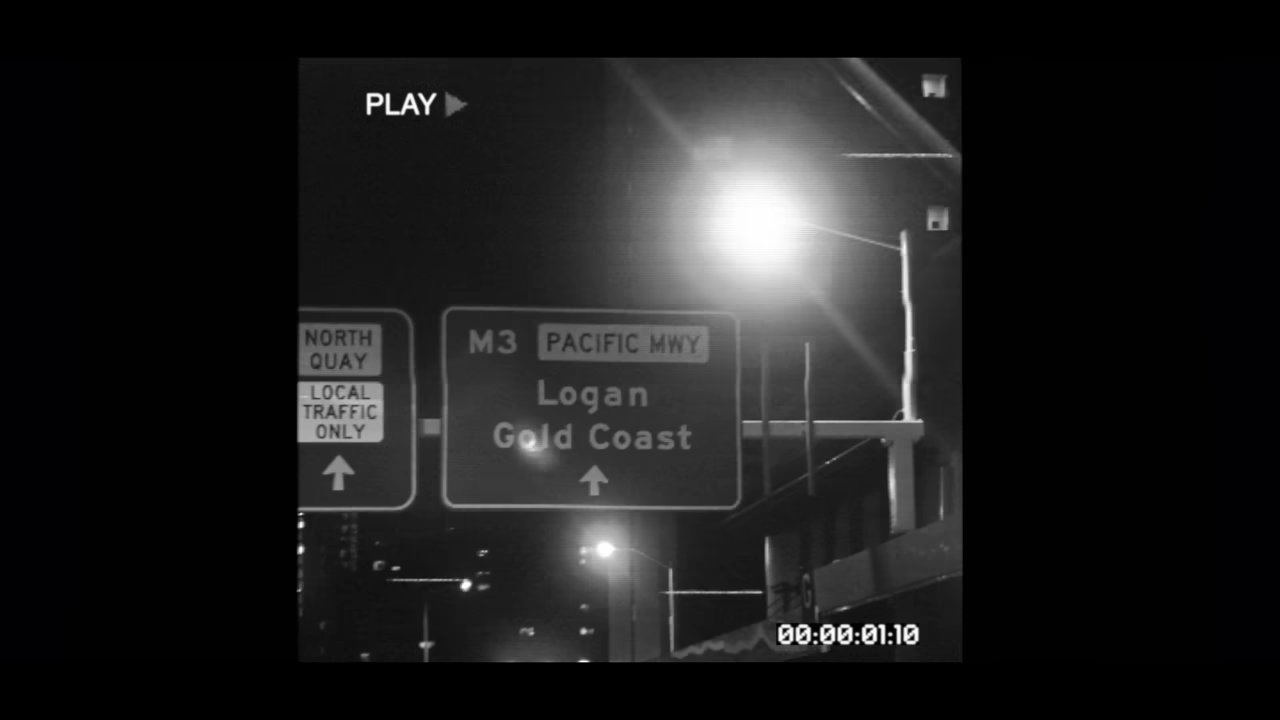 PLAY
NORTH
QUAY
LOCAL
TRAFFIC
ONLY
M3 PACIFIC MWY
Logan
Gold Coast
G
00:00:01:10